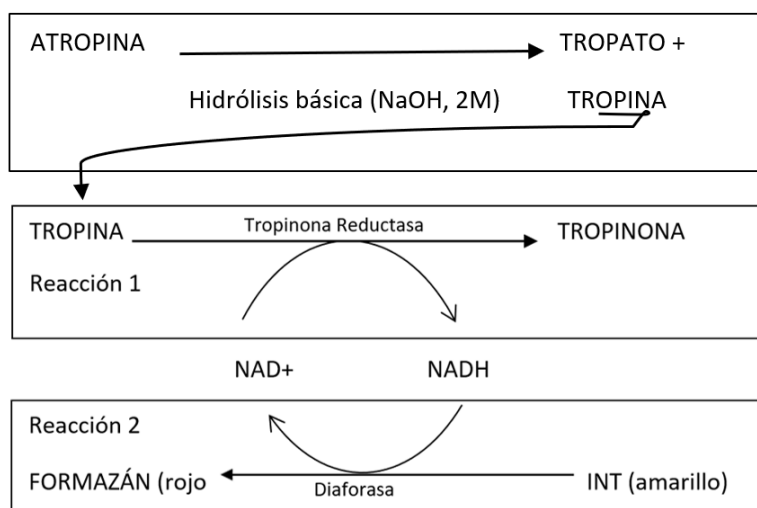 ATROPINA TROPATO +
Hidrólisis básica (NaOH, 2M) TROPINA
TROPINA Tropinona Reductasa TROPINONA
Reacción 1
NAD+ NADH
Reacción 2
FORMAZÁN (rojo Diaforasa INT (amarillo)